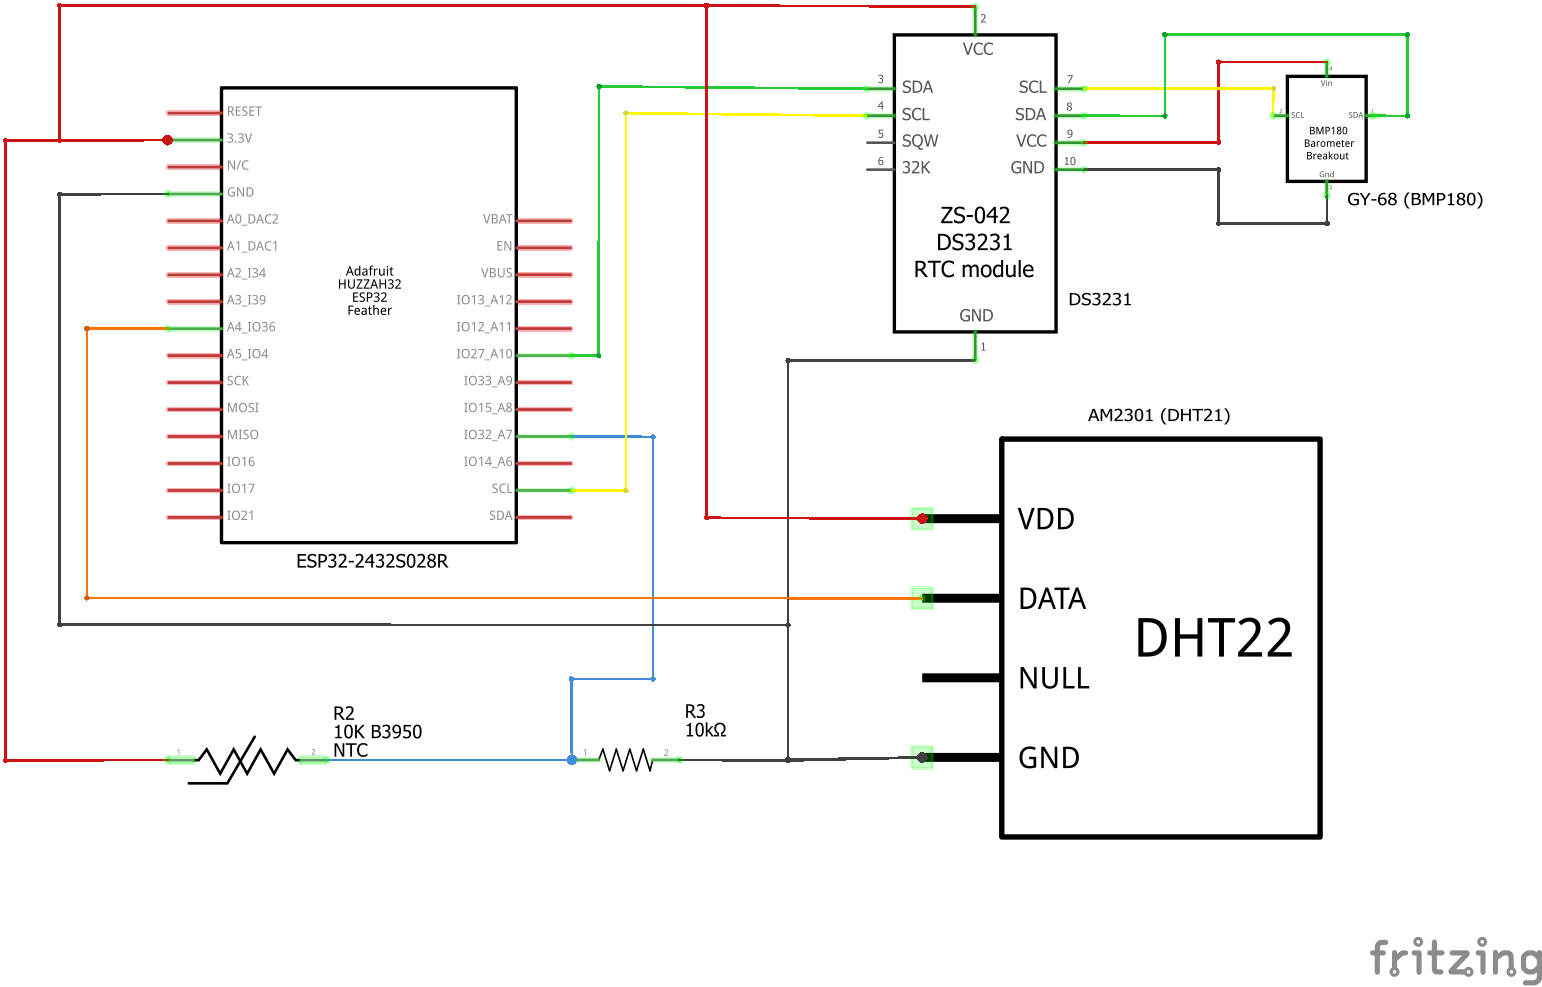 RESET
3.3V
N/C
GND
A0_DAC2
A1_DAC1
A2_I34
A3_I39
A4_IO36
A5_IO4
SCK
MOSI
MISO
IO16
IO17
IO21
Adafruit
HUZZAH32
ESP32
Feather
VBAT
EN
VBUS
IO13_A12
IO12_A11
IO27_A10
IO33_A9
IO15_A8
IO32_A7
IO14_A6
SCL
SDA
ESP32-2432S028R
2
VCC
3
SDA
4
SCL
5
SQW
6
32K
SCL
7
SDA
8
VCC
9
GND
10
ZS-042
DS3231
RTC module
GND
1
DS3231
4
Vin
2
SCL
SDA
1
BMP180
Barometer
Breakout
Gnd
3
GY-68 (BMP180)
AM2301 (DHT21)
VDD
DATA
NULL
GND
DHT22
R2
10K B3950
NTC
1
2
R3
10kΩ
1
2
fritzing